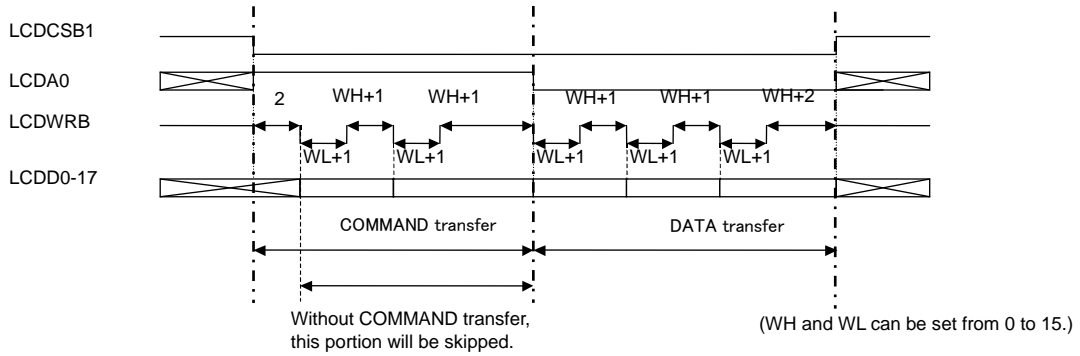 LCDCSB1
LCDA0
2 WH+1 WH+1 WH+1 WH+1 WH+2
LCDWRB
WL+1 WL+1 WL+1 WL+1 WL+1
LCDD0-17
COMMAND transfer DATA transfer
Without COMMAND transfer,
this portion will be skipped.
(WH and WL can be set from 0 to 15.)